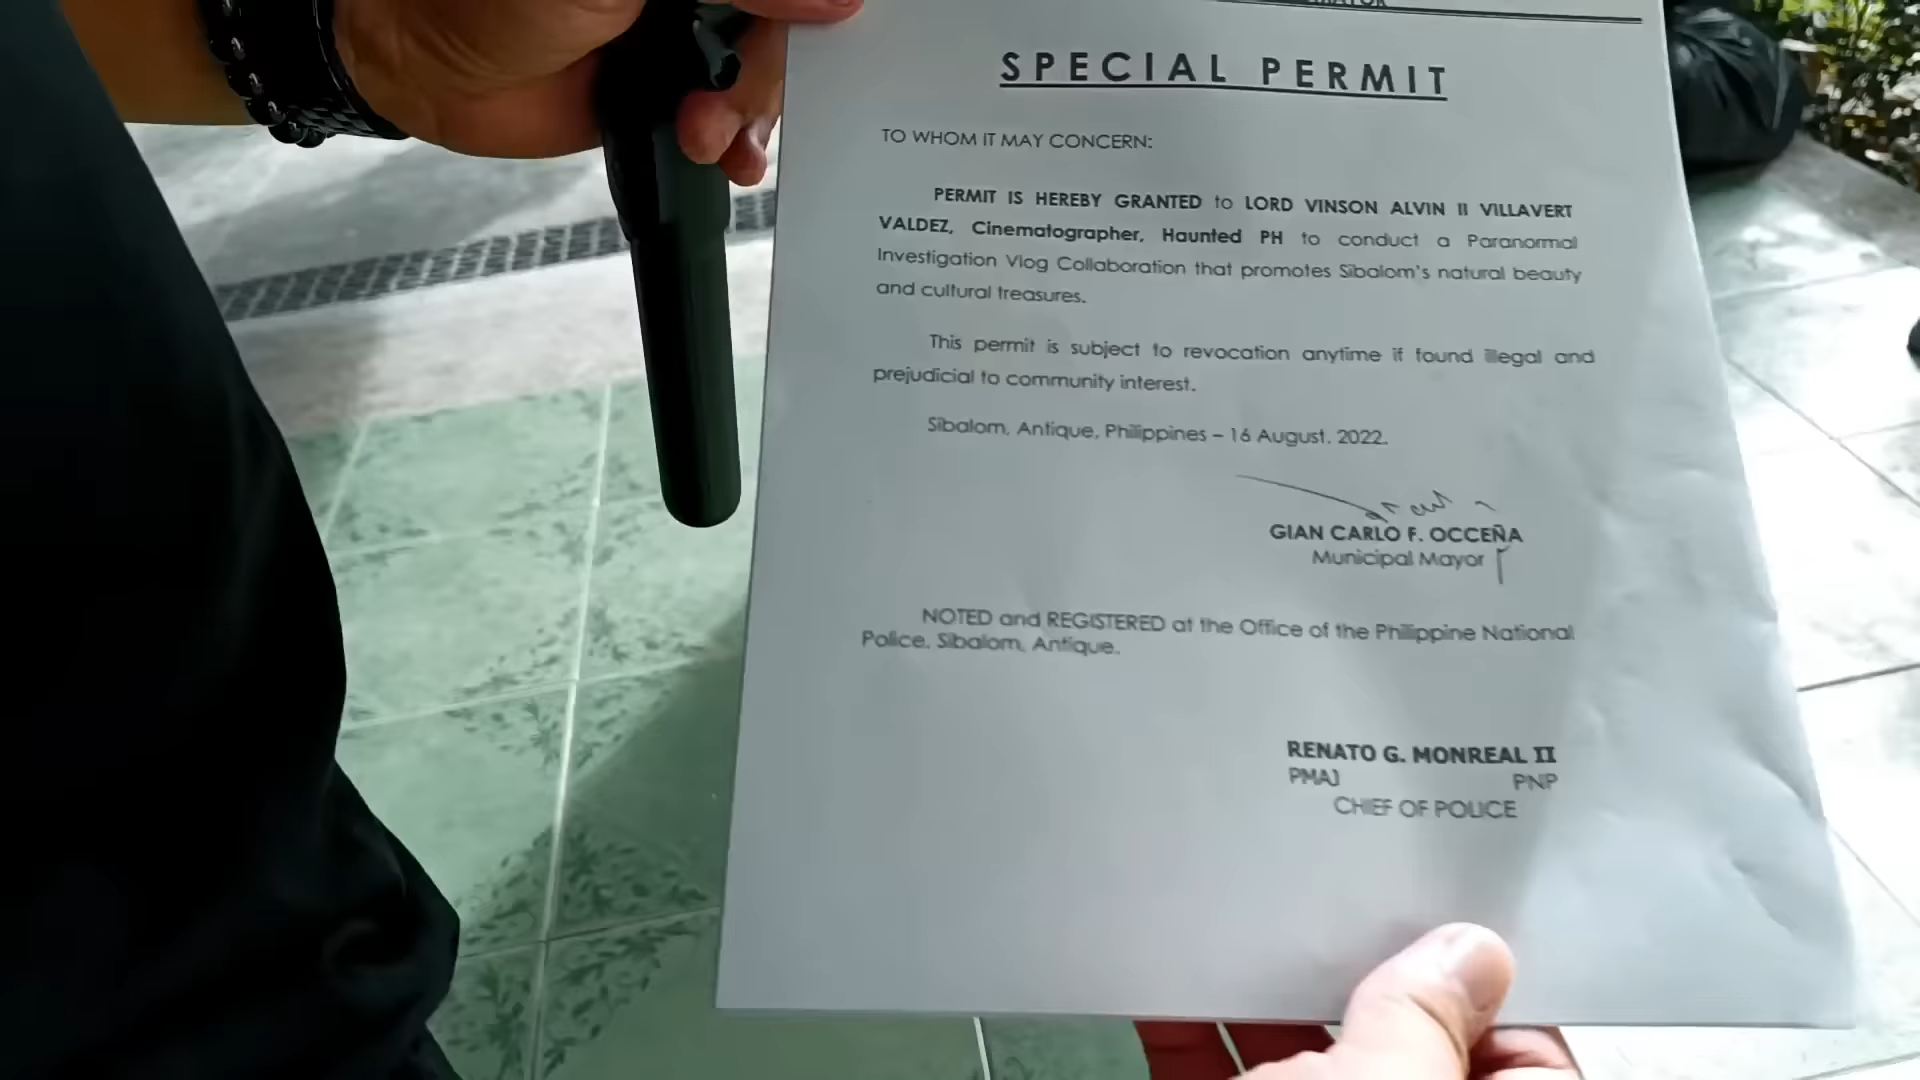 SPECIAL PERMIT
TO WHOM IT MAY CONCERN:
PERMIT IS HEREBY GRANTED to LORD VINSON ALVIN II VILLAVERT
VALDEZ, Cinematographer, Haunted PH to conduct a Paranormal
Investigation Vlog Collaboration that promotes Sibalom's natural beauty
and cultural treasures.
This permit is subject to revocation anytime if found illegal and
prejudicial to community interest.
Sibalom, Antique, Philippines – 16 August, 2022.
GIAN CARLO F. OCCEÑA
Municipal Mayor
NOTED and REGISTERED at the Office of the Philippine National
Police, Sibalom, Antique.
RENATO G. MONREAL II
PMAJ PNP
CHIEF OF POLICE